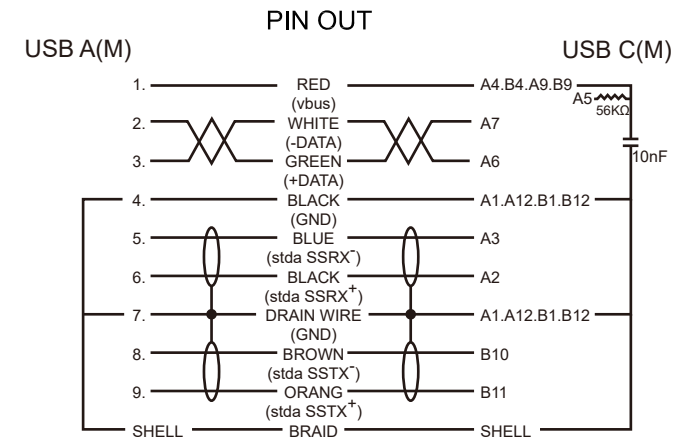 PIN OUT
USB A(M) USB C(M)
1. RED A4.B4.A9.B9
(vbus) A5 56KΩ
2. WHITE A7
(-DATA) 10nF
3. GREEN A6
(+DATA)
4. BLACK A1.A12.B1.B12
(GND)
5. BLUE A3
(stda SSRX⁻)
6. BLACK A2
(stda SSRX⁺)
7. DRAIN WIRE A1.A12.B1.B12
(GND)
8. BROWN B10
(stda SSTX⁻)
9. ORANG B11
(stda SSTX⁺)
SHELL BRAID SHELL